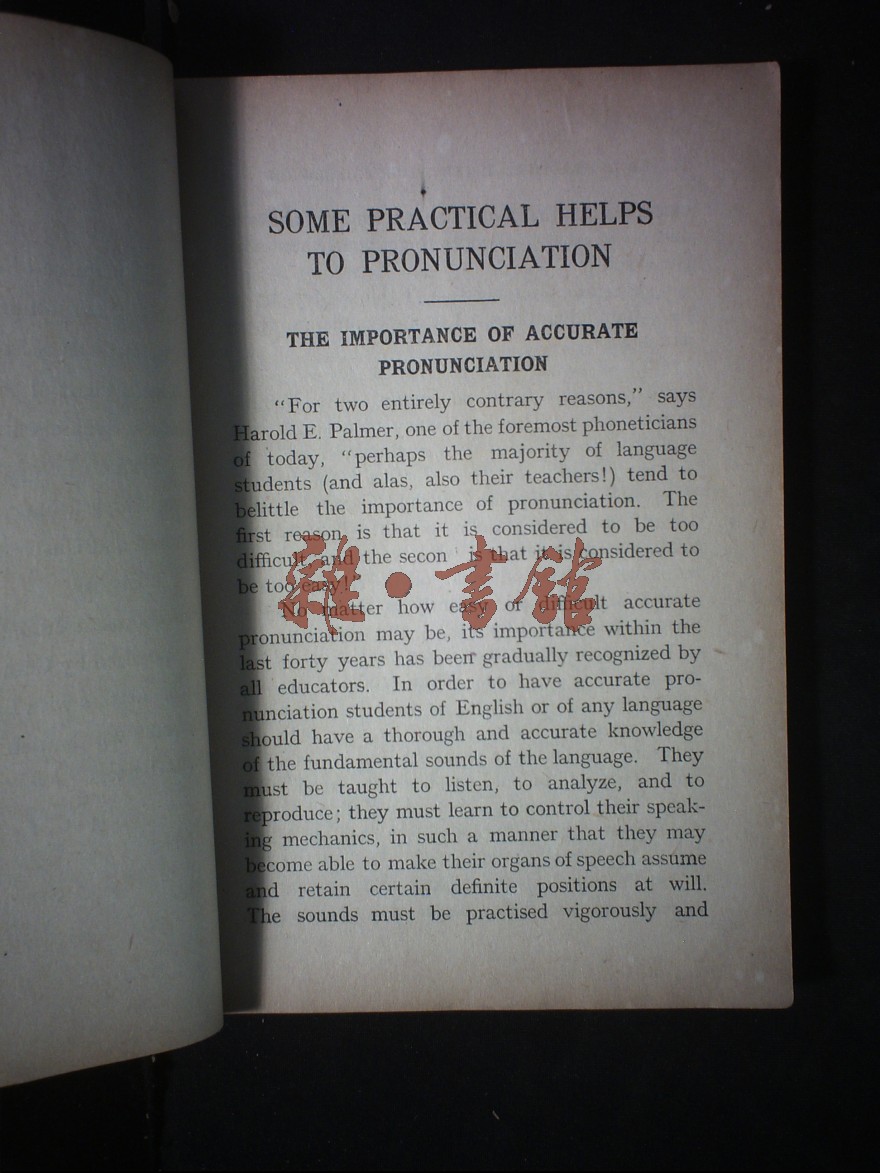 SOME PRACTICAL HELPS
TO PRONUNCIATION
THE IMPORTANCE OF ACCURATE
PRONUNCIATION
“For two entirely contrary reasons,” says
Harold E. Palmer, one of the foremost phoneticians
of today, “perhaps the majority of language
students (and alas, also their teachers!) tend to
belittle the importance of pronunciation. The
first reason is that it is considered to be too
difficult, and the secon is that it is considered to
be too easy!”
No matter how easy or difficult accurate
pronunciation may be, its importance within the
last forty years has been gradually recognized by
all educators. In order to have accurate pro-
nunciation students of English or of any language
should have a thorough and accurate knowledge
of the fundamental sounds of the language. They
must be taught to listen, to analyze, and to
reproduce; they must learn to control their speak-
ing mechanics, in such a manner that they may
become able to make their organs of speech assume
and retain certain definite positions at will.
The sounds must be practised vigorously and
雜·書館